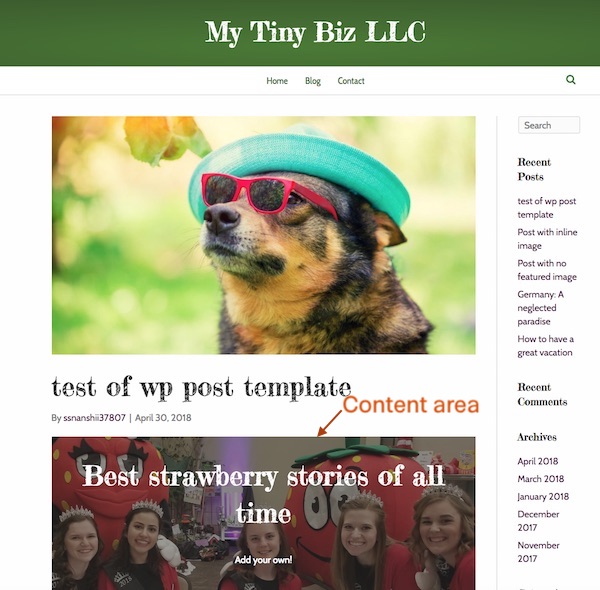 My Tiny Biz LLC
Home Blog Contact
Search
Recent
Posts
test of wp post
template
Post with inline
image
Post with no
featured image
Germany: A
neglected
paradise
How to have a
great vacation
Recent
Comments
Archives
April 2018
March 2018
January 2018
December
2017
November
2017
test of wp post template
By ssnanshii37807 | April 30, 2018
Content area
Best strawberry stories of all
time
Add your own!